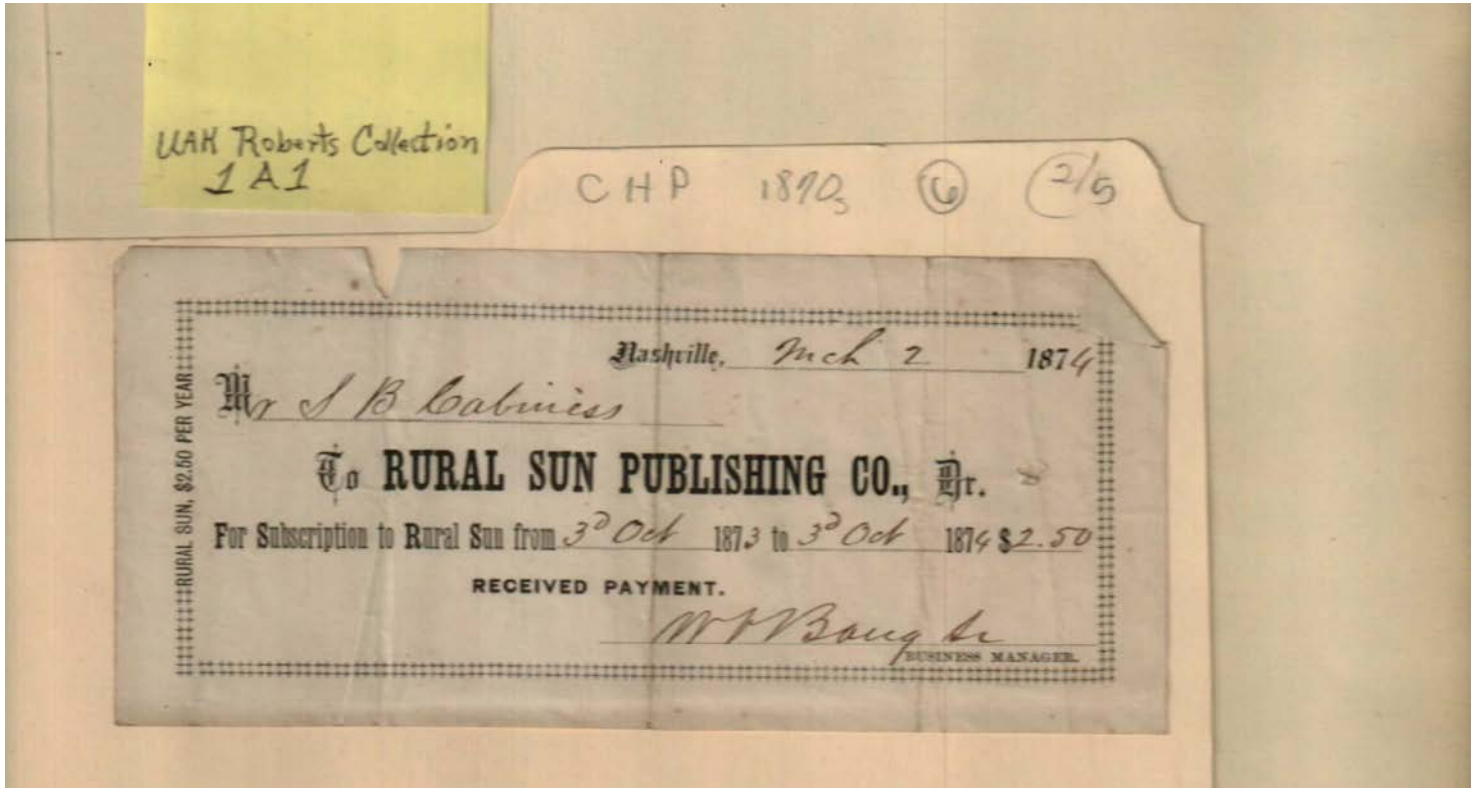 UAH Roberts Collection
1A1
CHP 1870s 6 2/5
Nashville, Mch 2 1874
Mr S B Cabiniss
To RURAL SUN PUBLISHING CO., Dr.
For Subscription to Rural Sun from 3d Oct 1873 to 3d Oct 1874 $2.50
RECEIVED PAYMENT.
BUSINESS MANAGER.
RURAL SUN, $2.50 PER YEAR